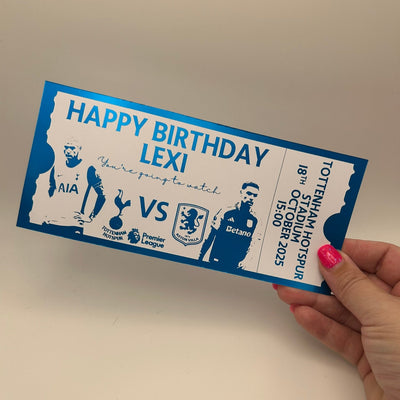 HAPPY BIRTHDAY
LEXI
You're going to watch
AIA
VS
Betano
TOTTENHAM
HOTSPUR
Premier
League
ASTON VILLA
TOTTENHAM HOTSPUR
STADIUM
18TH OCTOBER 2025
15:00